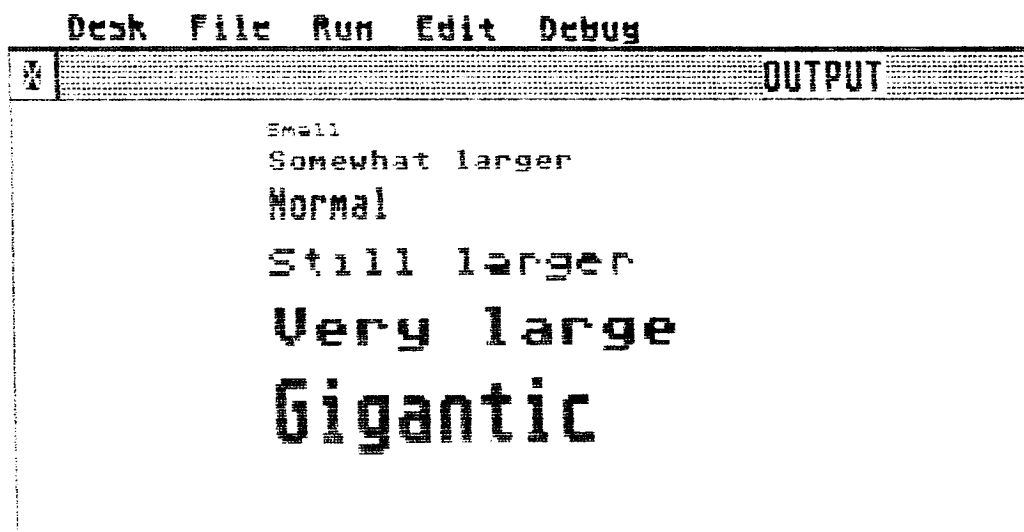 Desk File Run Edit Debug
OUTPUT
Small
Somewhat larger
Normal
Still larger
Very large
Gigantic